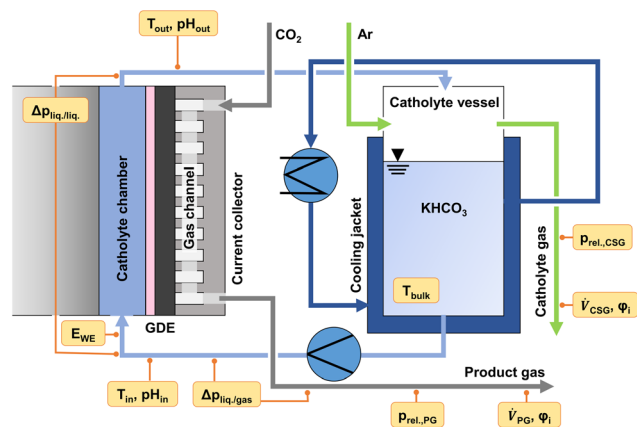 T_out, pH_out
CO₂
Ar
Δp_liq./liq.
Catholyte vessel
Catholyte chamber
Gas channel
Current collector
Cooling jacket
KHCO₃
Catholyte gas
p_rel.,CSG
T_bulk
V̇_CSG, φ_i
E_WE
GDE
T_in, pH_in
Δp_liq./gas
Product gas
p_rel.,PG
V̇_PG, φ_i